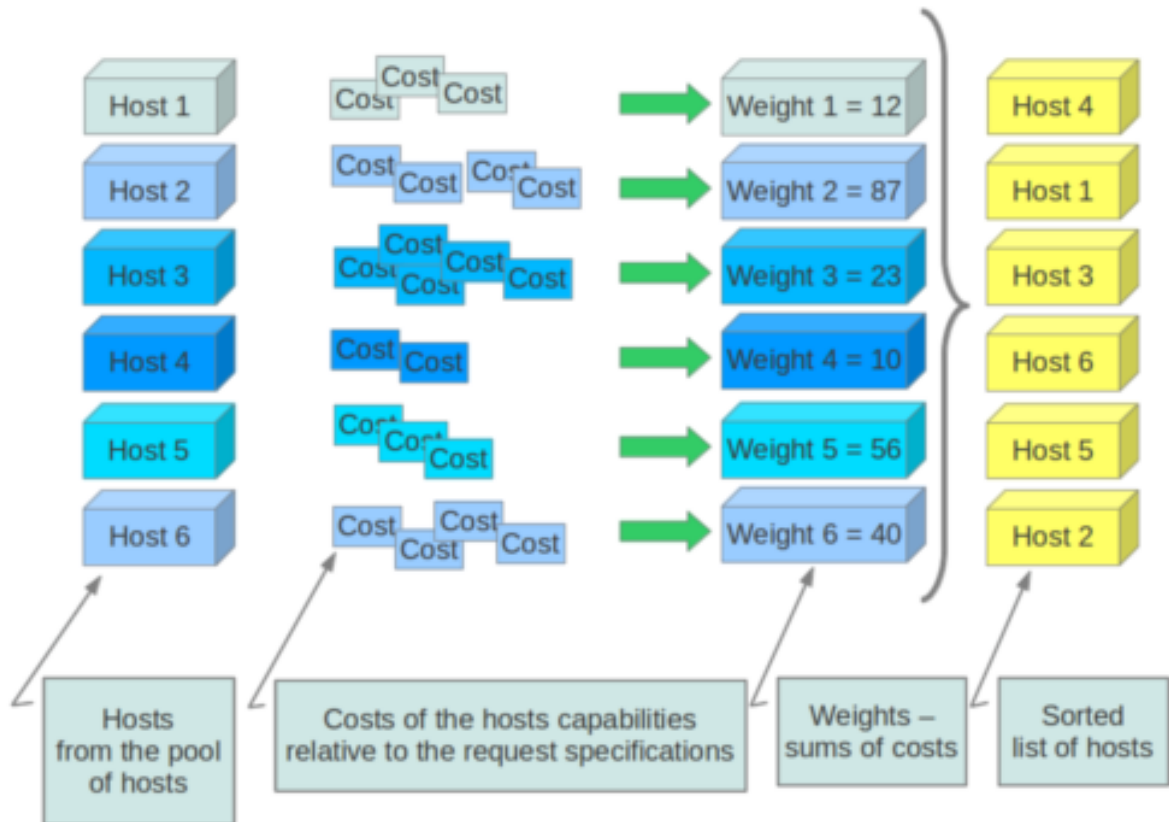 Host 1
Cost
Cost
Cost
Weight 1 = 12
Host 4
Host 2
Cost
Cost
Cost
Cost
Weight 2 = 87
Host 1
Host 3
Cost
Cost
Cost
Cost
Cost
Weight 3 = 23
Host 3
Host 4
Cost
Cost
Weight 4 = 10
Host 6
Host 5
Cost
Cost
Cost
Weight 5 = 56
Host 5
Host 6
Cost
Cost
Cost
Cost
Weight 6 = 40
Host 2
Hosts
from the pool
of hosts
Costs of the hosts capabilities
relative to the request specifications
Weights –
sums of costs
Sorted
list of hosts